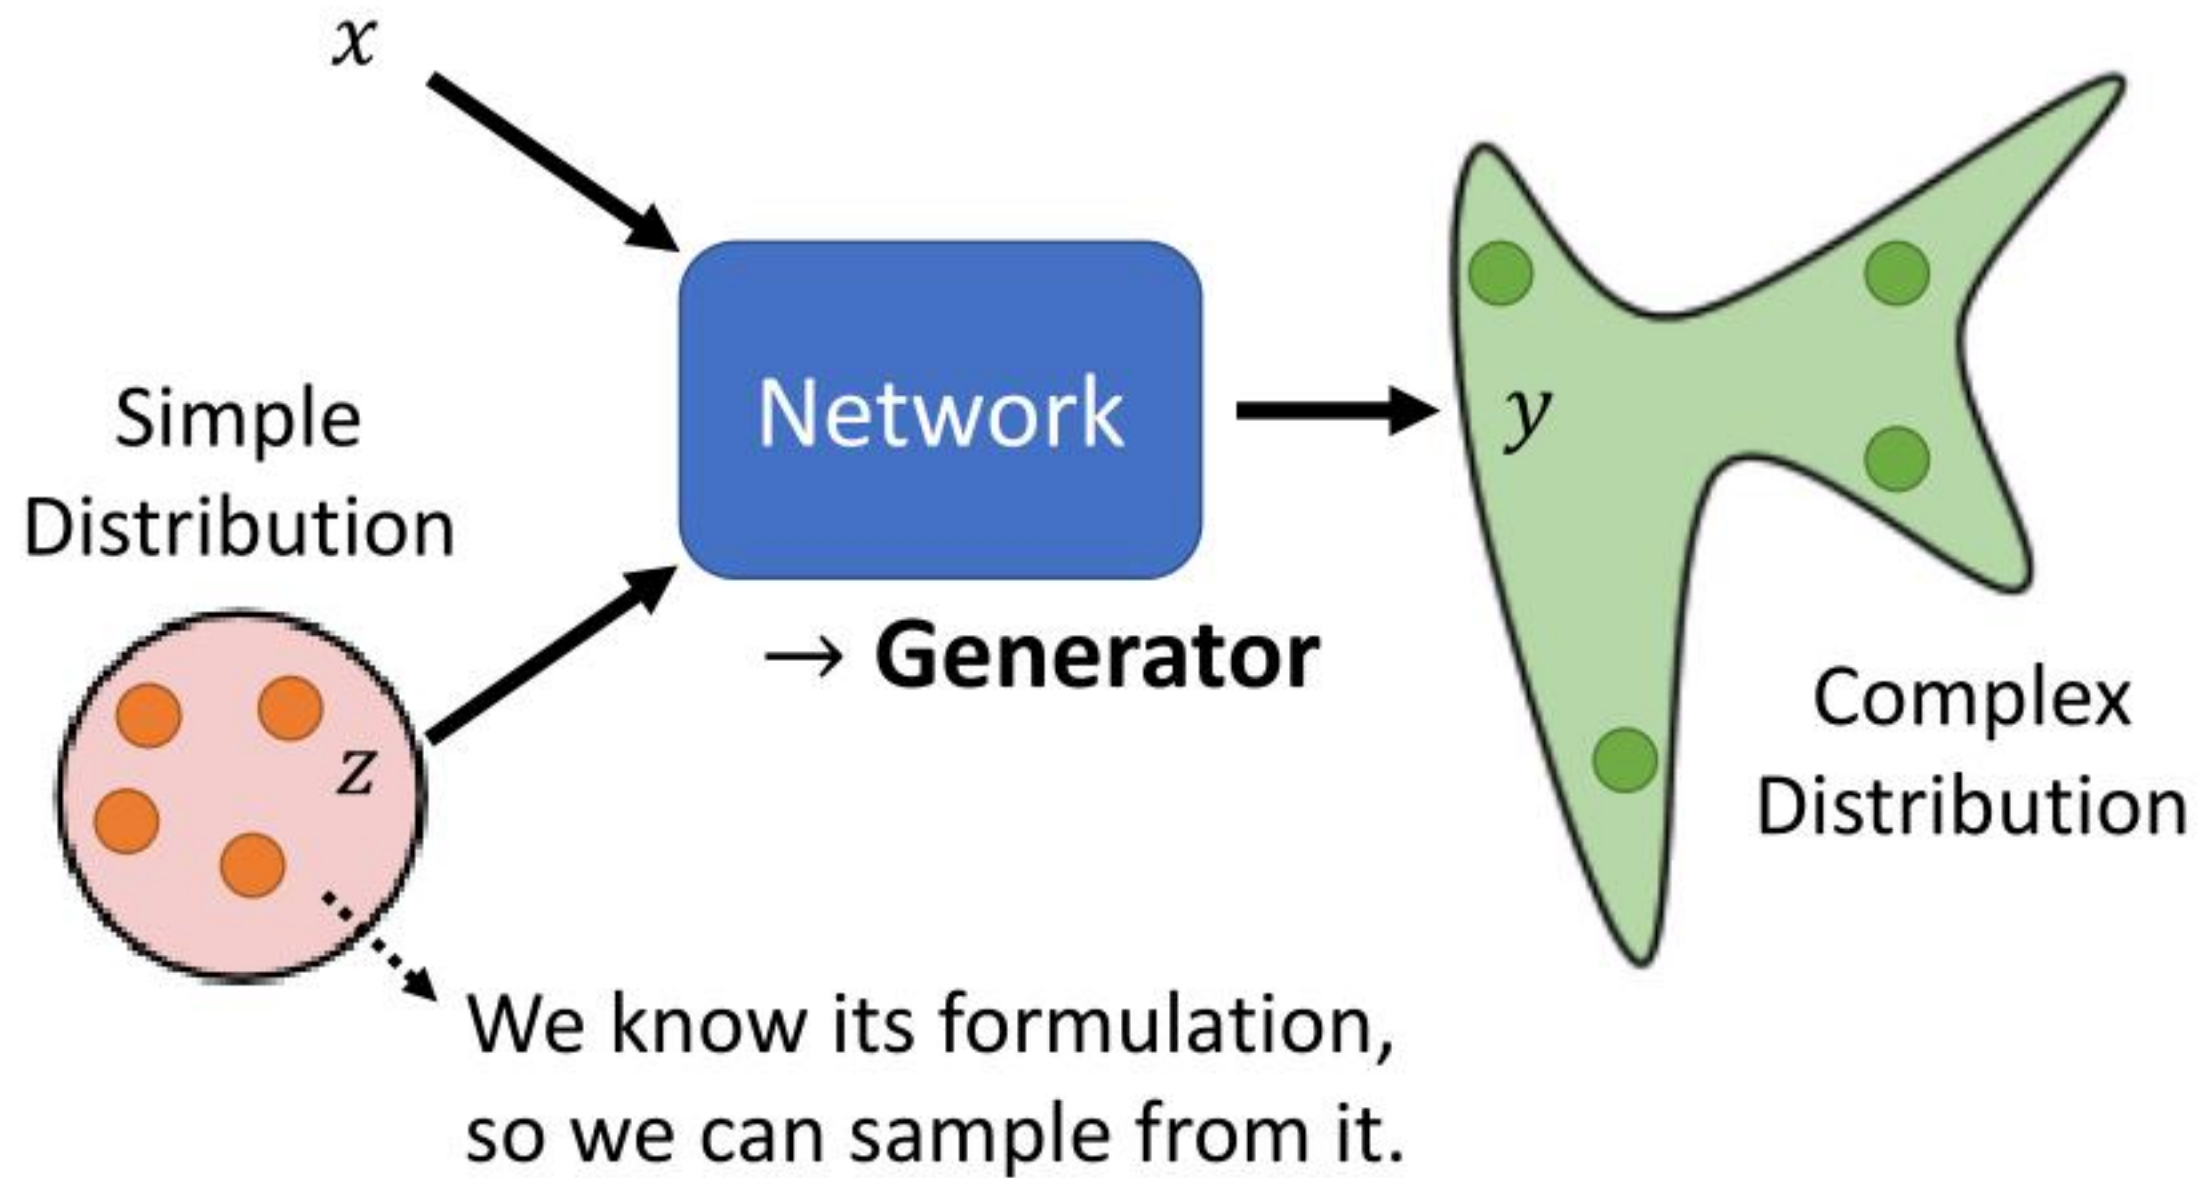 x
Simple
Distribution
z
Network
→ Generator
y
Complex
Distribution
We know its formulation,
so we can sample from it.